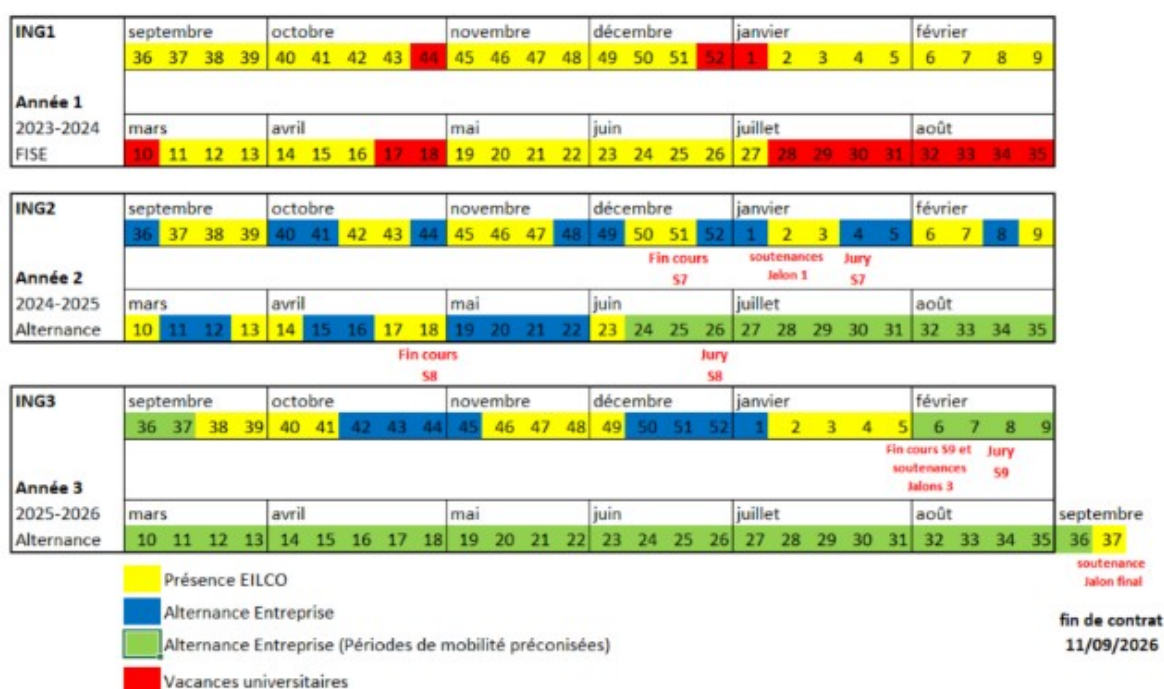 ING1 septembre octobre novembre décembre janvier février
36 37 38 39 40 41 42 43 44 45 46 47 48 49 50 51 52 1 2 3 4 5 6 7 8 9
Année 1
2023-2024 mars avril mai juin juillet août
FISE 10 11 12 13 14 15 16 17 18 19 20 21 22 23 24 25 26 27 28 29 30 31 32 33 34 35
ING2 septembre octobre novembre décembre janvier février
36 37 38 39 40 41 42 43 44 45 46 47 48 49 50 51 52 1 2 3 4 5 6 7 8 9
Fin cours soutenances Jury
Année 2 S7 Jalon 1 S7
2024-2025 mars avril mai juin juillet août
Alternance 10 11 12 13 14 15 16 17 18 19 20 21 22 23 24 25 26 27 28 29 30 31 32 33 34 35
Fin cours Jury
S8 S8
ING3 septembre octobre novembre décembre janvier février
36 37 38 39 40 41 42 43 44 45 46 47 48 49 50 51 52 1 2 3 4 5 6 7 8 9
Fin cours S9 et Jury
soutenances S9
Année 3 Jalons 3
2025-2026 mars avril mai juin juillet août septembre
Alternance 10 11 12 13 14 15 16 17 18 19 20 21 22 23 24 25 26 27 28 29 30 31 32 33 34 35 36 37
soutenance
Jalon final
Présence EILCO
Alternance Entreprise
fin de contrat
Alternance Entreprise (Périodes de mobilité préconisées)
11/09/2026
Vacances universitaires